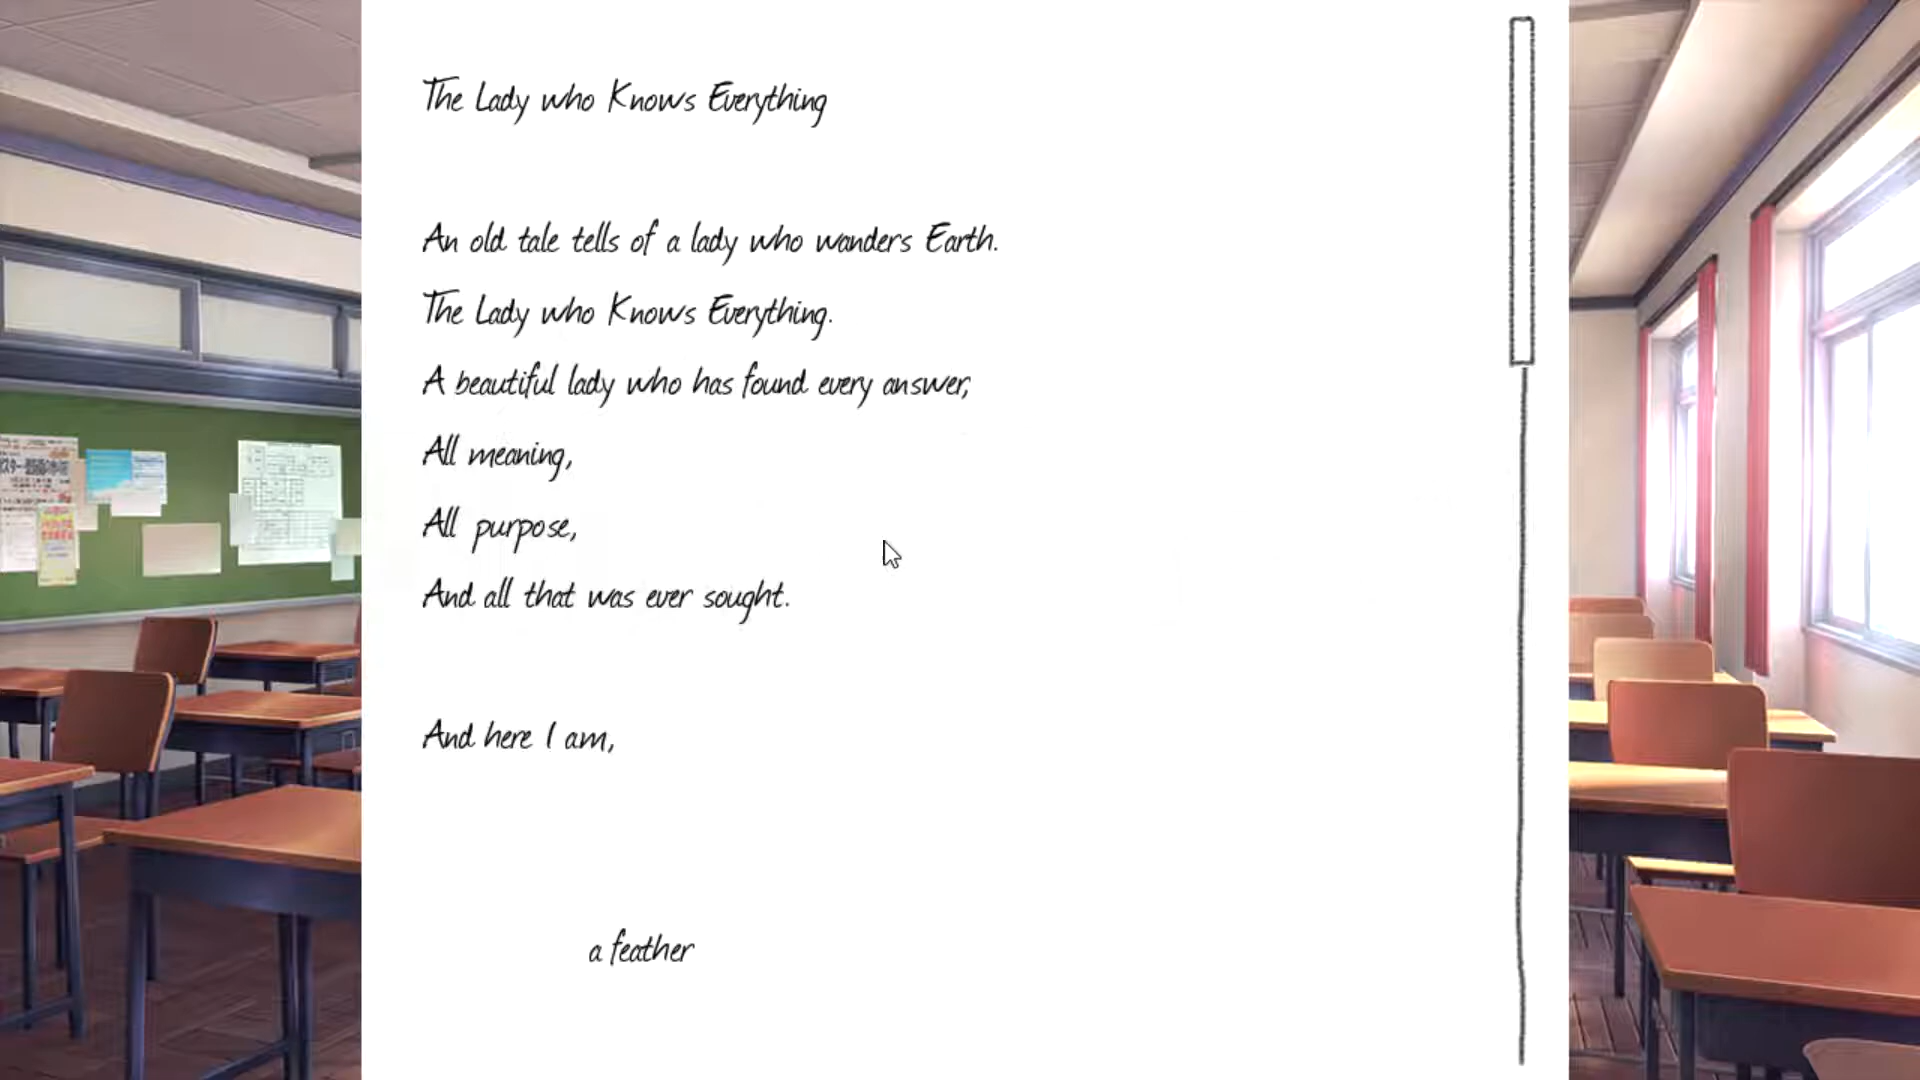 The Lady who Knows Everything
An old tale tells of a lady who wanders Earth.
The Lady who Knows Everything.
A beautiful lady who has found every answer,
All meaning,
All purpose,
And all that was ever sought.
And here I am,
a feather